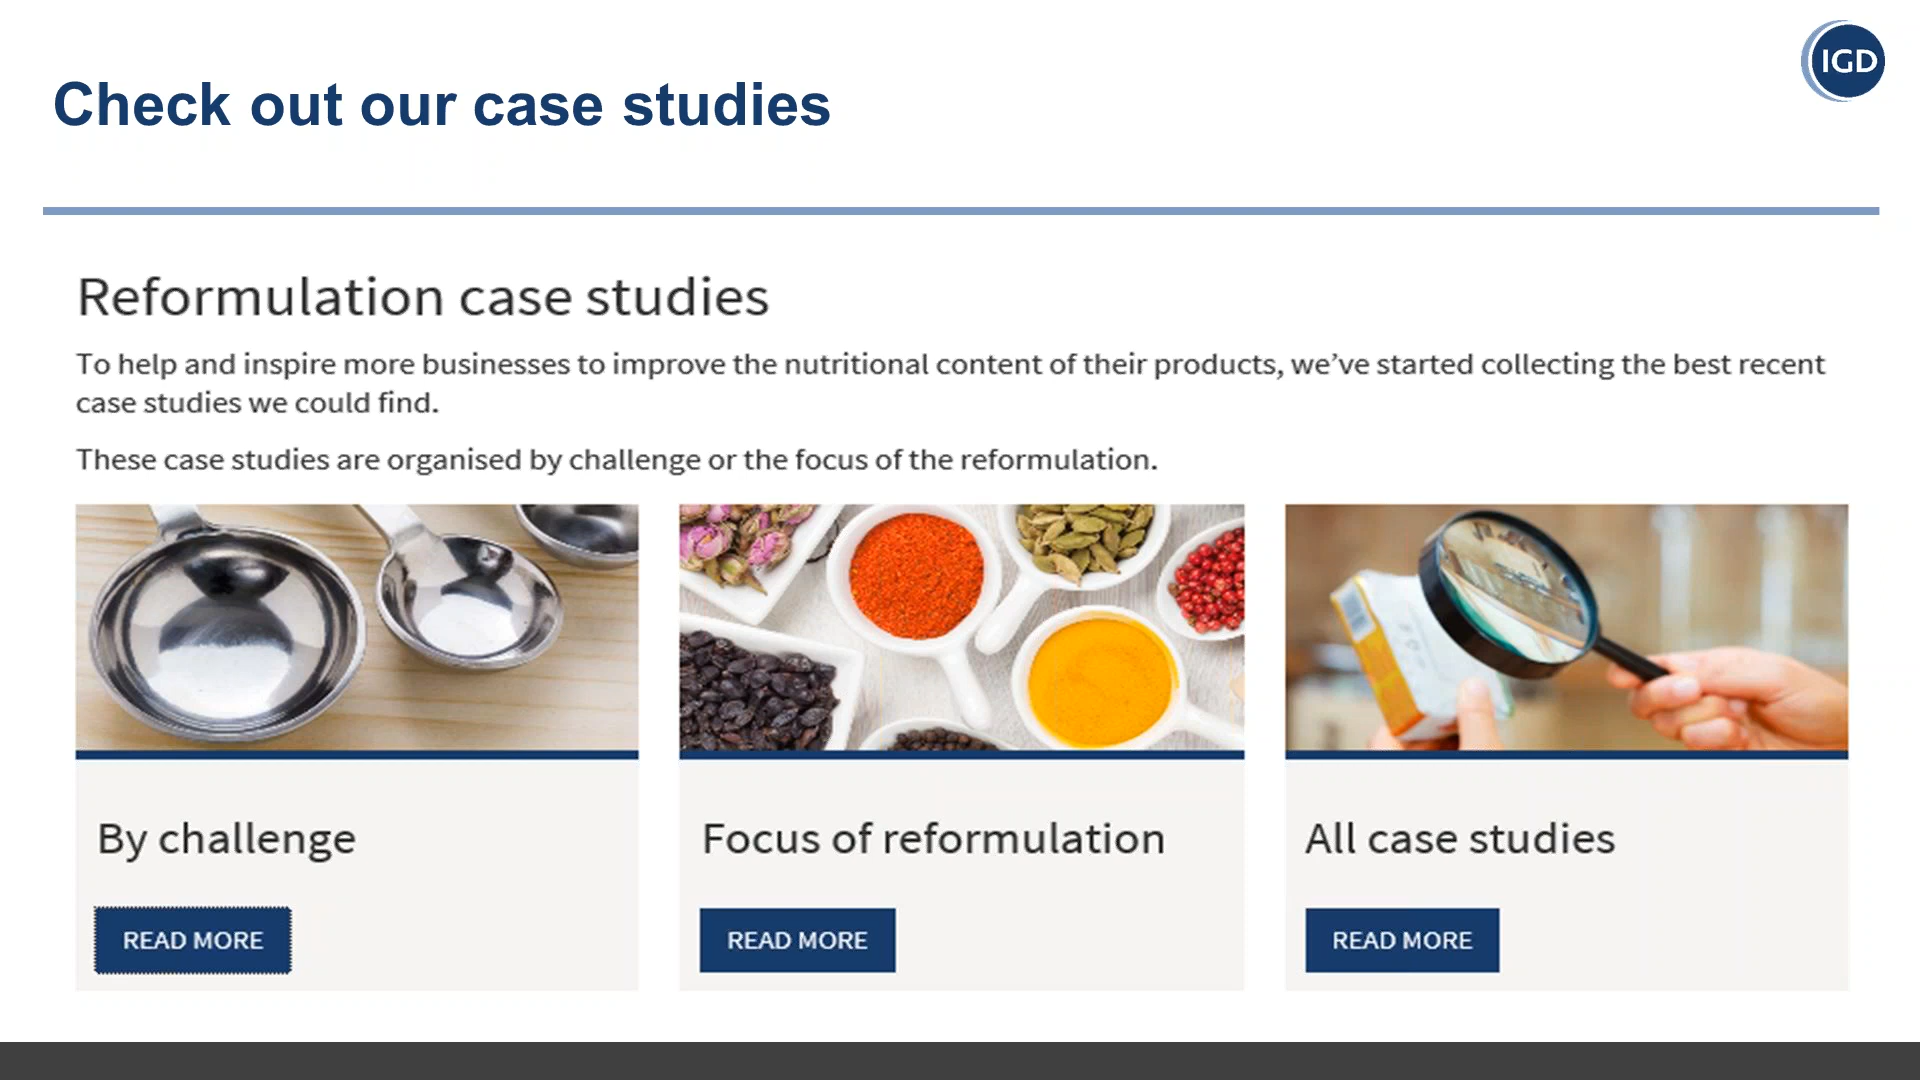 IGD
Check out our case studies
Reformulation case studies
To help and inspire more businesses to improve the nutritional content of their products, we’ve started collecting the best recent
case studies we could find.
These case studies are organised by challenge or the focus of the reformulation.
By challenge
READ MORE
Focus of reformulation
READ MORE
All case studies
READ MORE